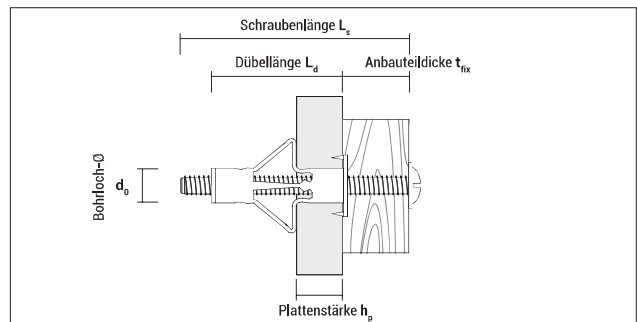 Schraubenlänge Ls
Dübellänge Ld
Anbauteildicke tfix
Bohrloch-Ø
d0
Plattenstärke hp